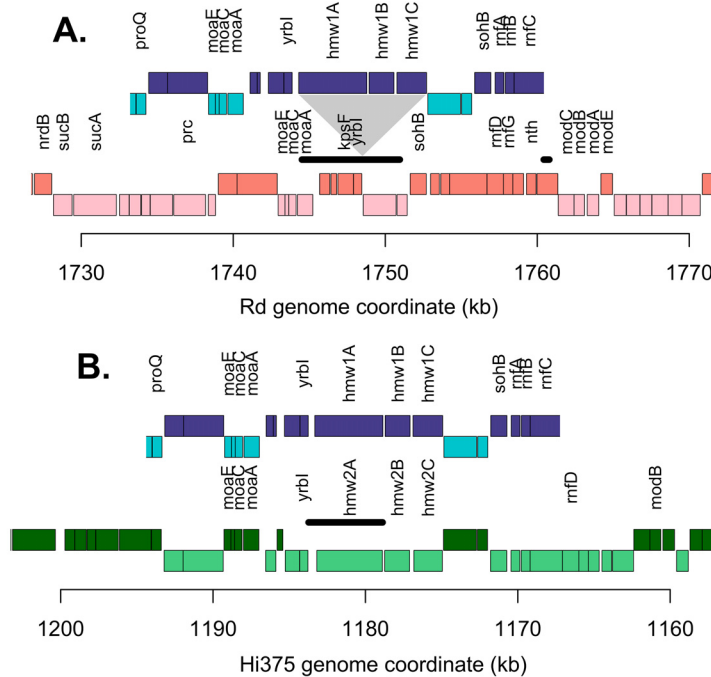 A.
proQ moaE moaC moaA yrbI hmw1A hmw1B hmw1C sohB rnfA rnfB rnfC
nrdB sucB sucA prc moaE moaC moaA kpsF yrbI sohB rnfD rnfG nth modC modB modA modE
1730 1740 1750 1760 1770
Rd genome coordinate (kb)
B.
proQ moaE moaC moaA yrbI hmw1A hmw1B hmw1C sohB rnfA rnfB rnfC
moaE moaC moaA yrbI hmw2A hmw2B hmw2C rnfD modB
1200 1190 1180 1170 1160
Hi375 genome coordinate (kb)